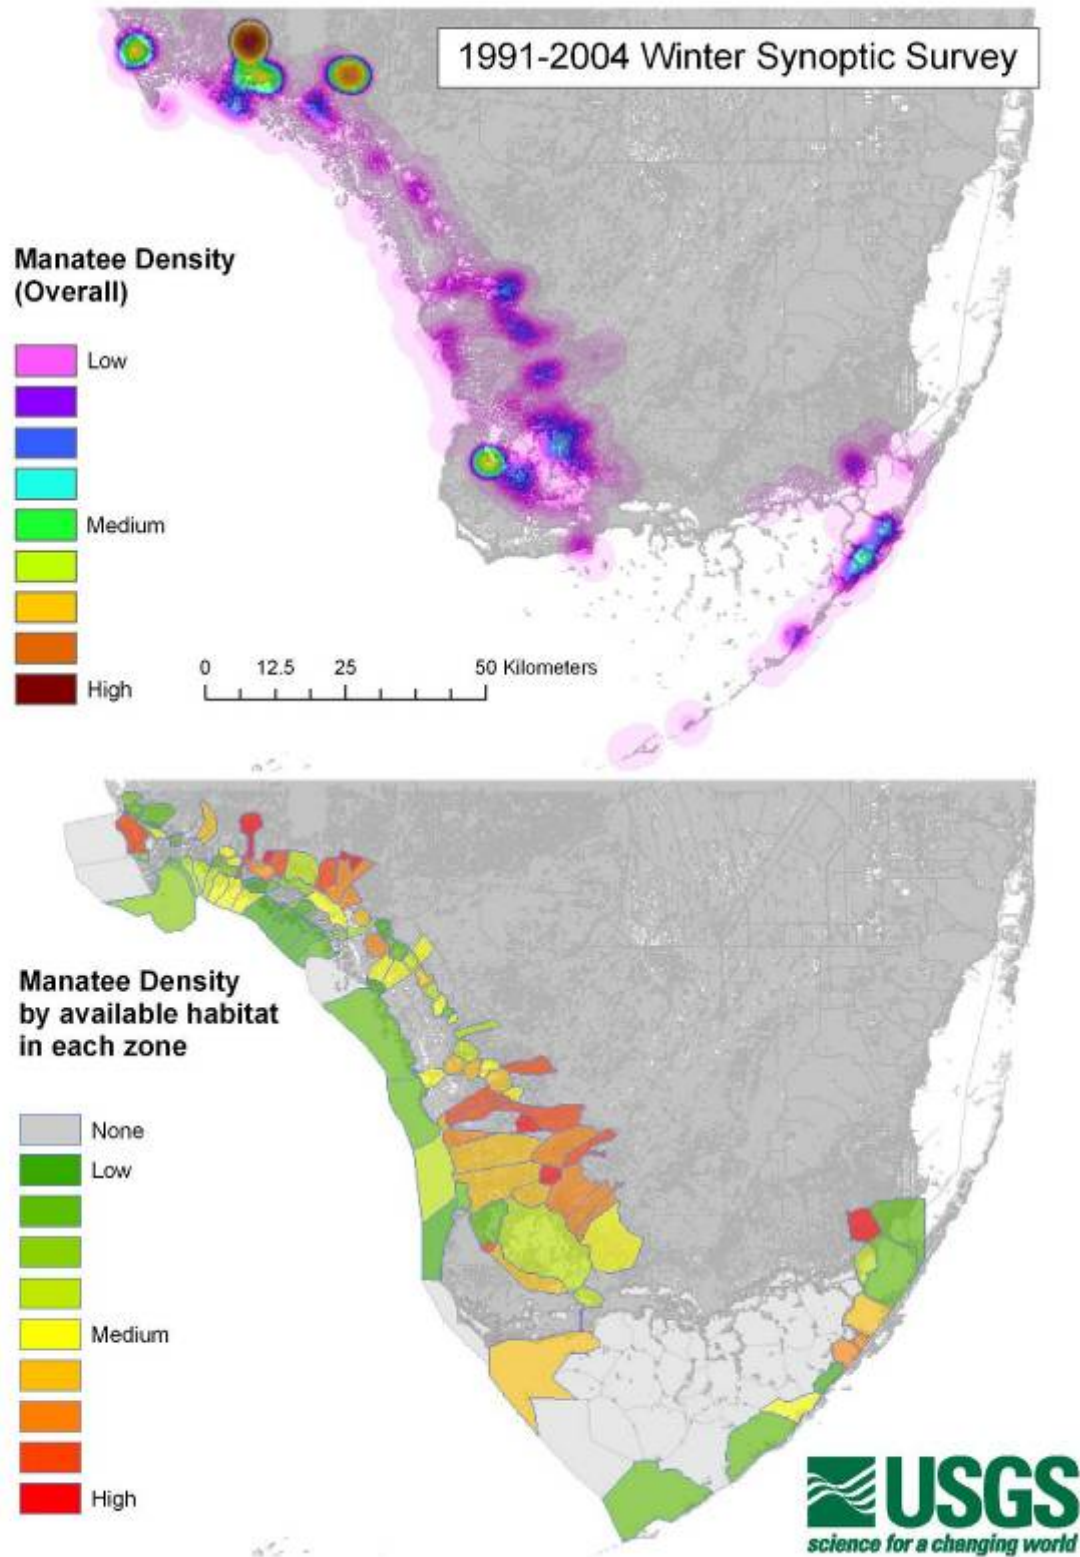 1991-2004 Winter Synoptic Survey
Manatee Density
(Overall)
Low
Medium
High
0 12.5 25 50 Kilometers
Manatee Density
by available habitat
in each zone
None
Low
Medium
High
USGS
science for a changing world